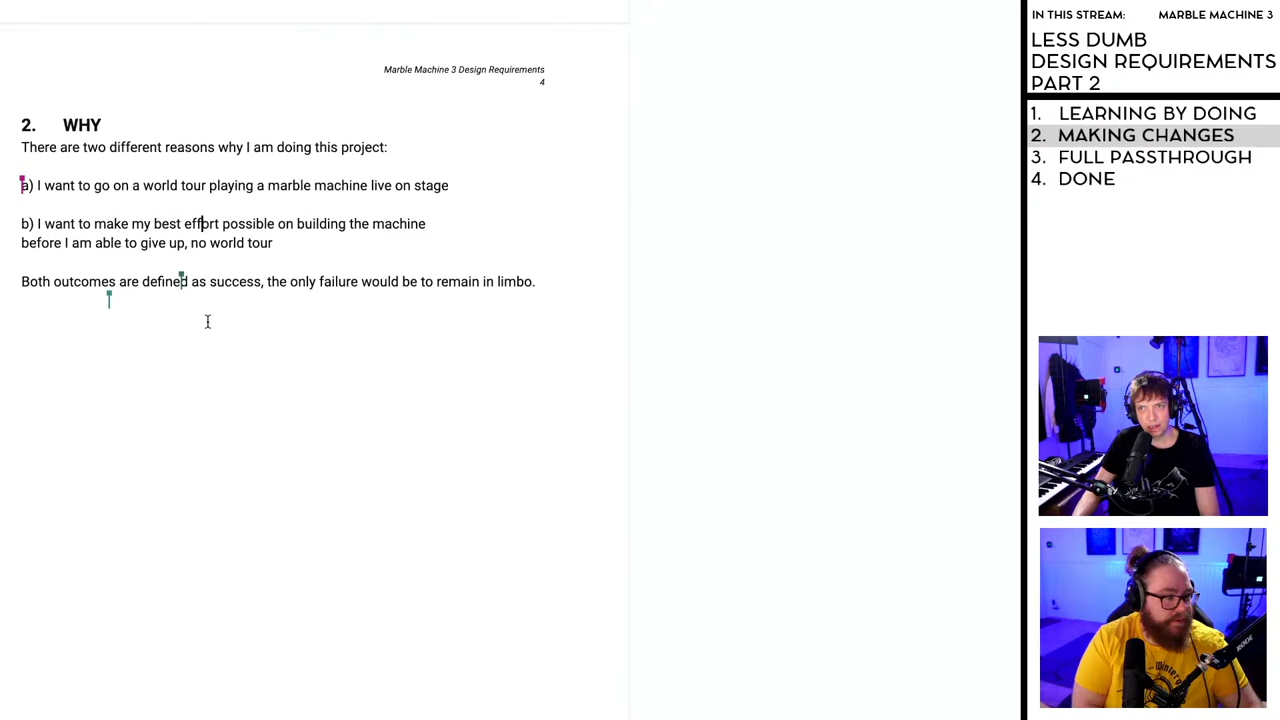 Marble Machine 3 Design Requirements
4
2. WHY
There are two different reasons why I am doing this project:
a) I want to go on a world tour playing a marble machine live on stage
b) I want to make my best effort possible on building the machine
before I am able to give up, no world tour
Both outcomes are defined as success, the only failure would be to remain in limbo.
IN THIS STREAM: MARBLE MACHINE 3
LESS DUMB
DESIGN REQUIREMENTS
PART 2
1. LEARNING BY DOING
2. MAKING CHANGES
3. FULL PASSTHROUGH
4. DONE
RODE